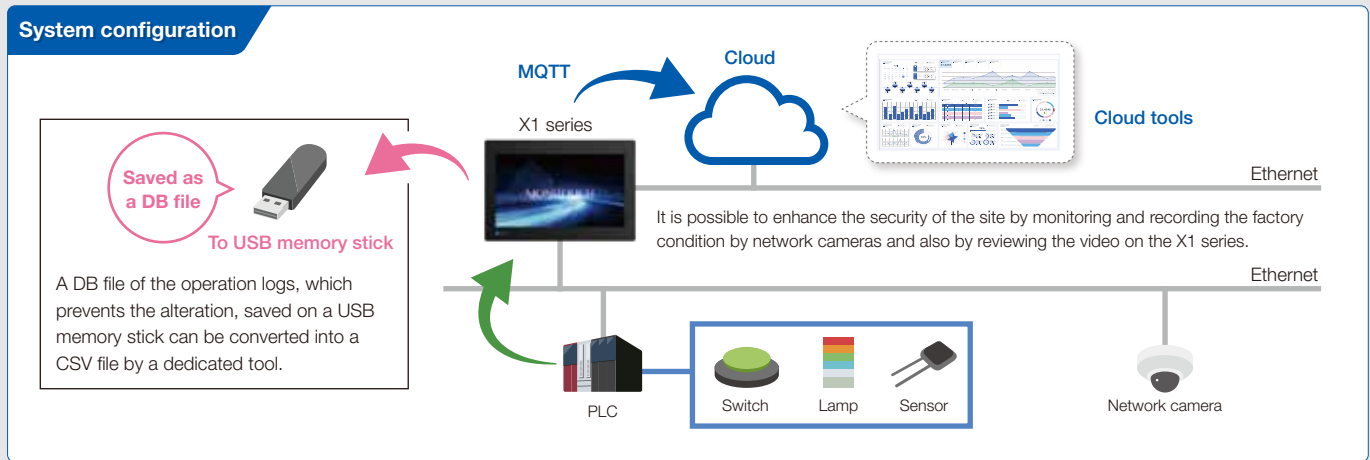 System configuration
MQTT
Cloud
Cloud tools
X1 series
MONITOUCH
Ethernet
Saved as
a DB file
To USB memory stick
It is possible to enhance the security of the site by monitoring and recording the factory
condition by network cameras and also by reviewing the video on the X1 series.
Ethernet
A DB file of the operation logs, which
prevents the alteration, saved on a USB
memory stick can be converted into a
CSV file by a dedicated tool.
PLC
Switch
Lamp
Sensor
Network camera